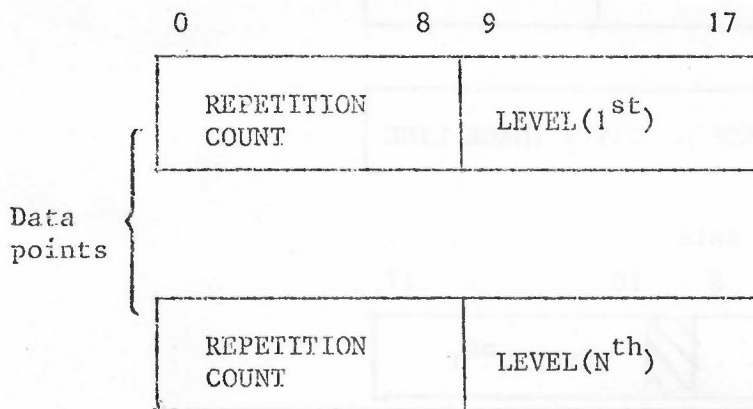 0 8 9 17
REPETITION
COUNT
LEVEL(1st)
Data
points
REPETITION
COUNT
LEVEL(Nth)